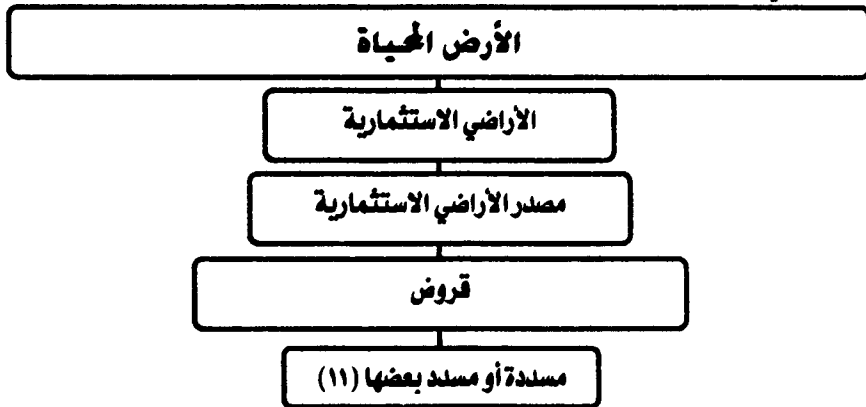 الأرض المحياة
الأراضي الاستثمارية
مصدر الأراضي الاستثمارية
قروض
مسددة أو مسدد بعضها (١١)